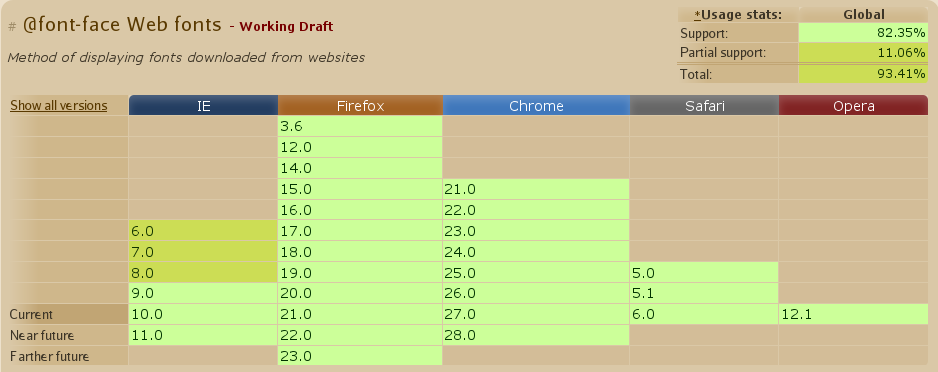 # @font-face Web fonts - Working Draft
*Usage stats: Global
Support: 82.35%
Partial support: 11.06%
Total: 93.41%
Method of displaying fonts downloaded from websites
Show all versions IE Firefox Chrome Safari Opera
3.6
12.0
14.0
15.0 21.0
16.0 22.0
6.0 17.0 23.0
7.0 18.0 24.0
8.0 19.0 25.0 5.0
9.0 20.0 26.0 5.1
Current 10.0 21.0 27.0 6.0 12.1
Near future 11.0 22.0 28.0
Farther future 23.0